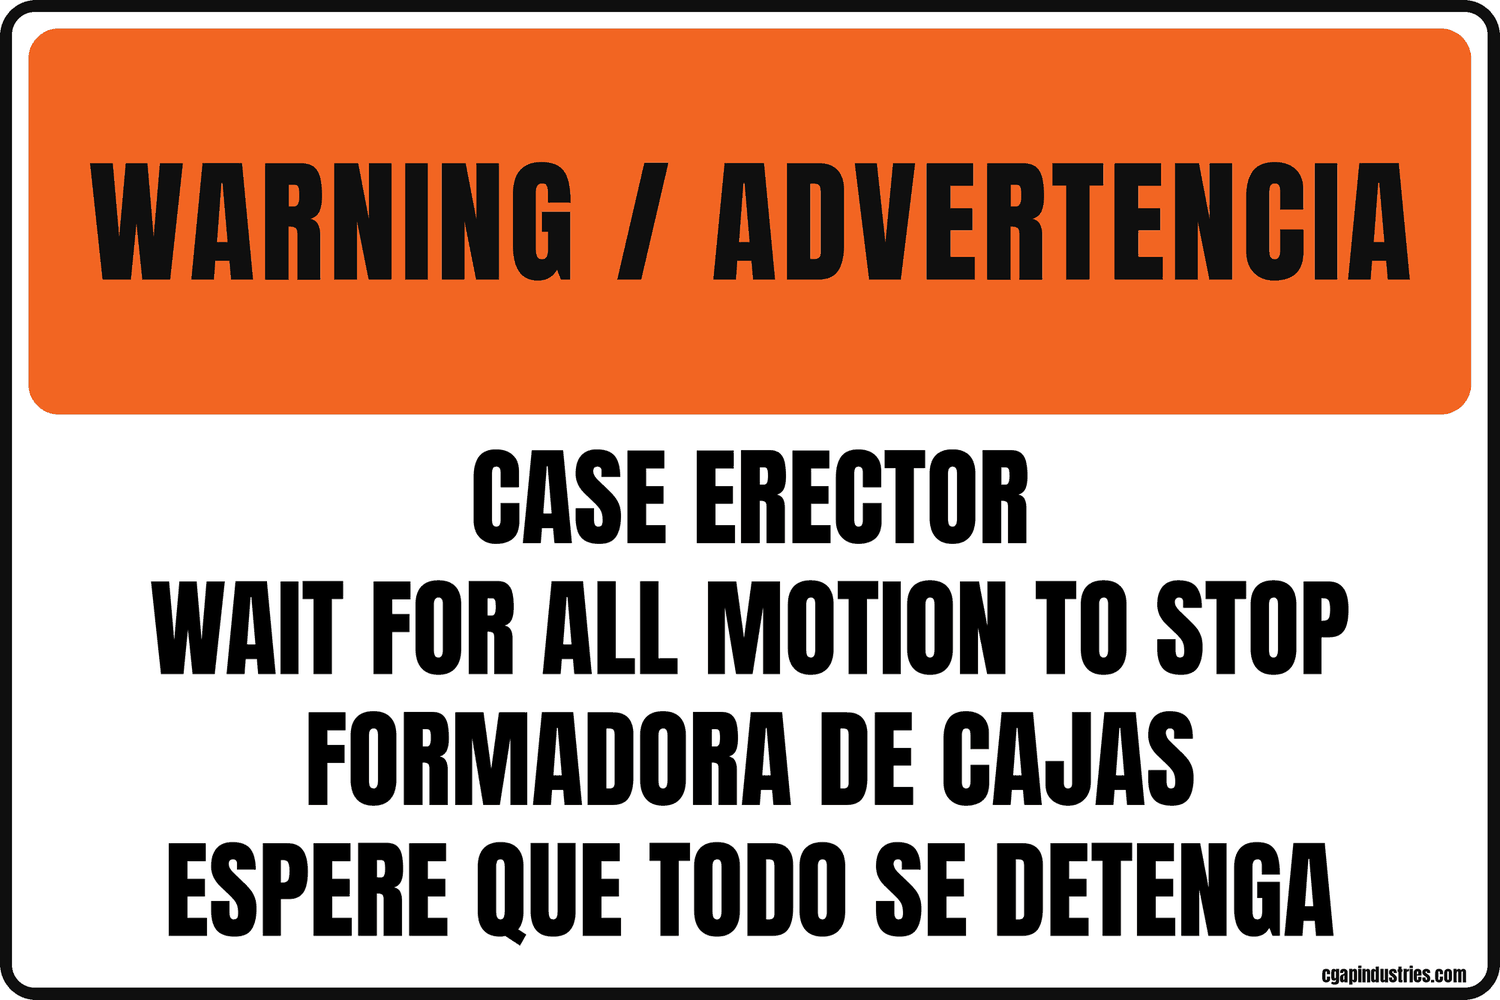 WARNING / ADVERTENCIA
CASE ERECTOR
WAIT FOR ALL MOTION TO STOP
FORMADORA DE CAJAS
ESPERE QUE TODO SE DETENGA
cgapindustries.com